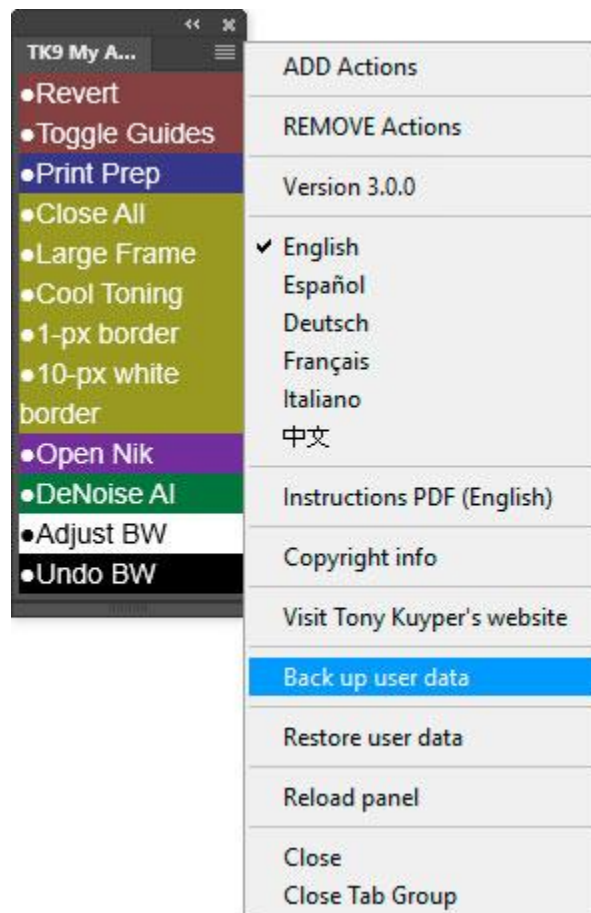 TK9 My A...
●Revert
●Toggle Guides
●Print Prep
●Close All
●Large Frame
●Cool Toning
●1-px border
●10-px white
border
●Open Nik
●DeNoise AI
●Adjust BW
●Undo BW
ADD Actions
REMOVE Actions
Version 3.0.0
✓ English
Español
Deutsch
Français
Italiano
中文
Instructions PDF (English)
Copyright info
Visit Tony Kuyper's website
Back up user data
Restore user data
Reload panel
Close
Close Tab Group